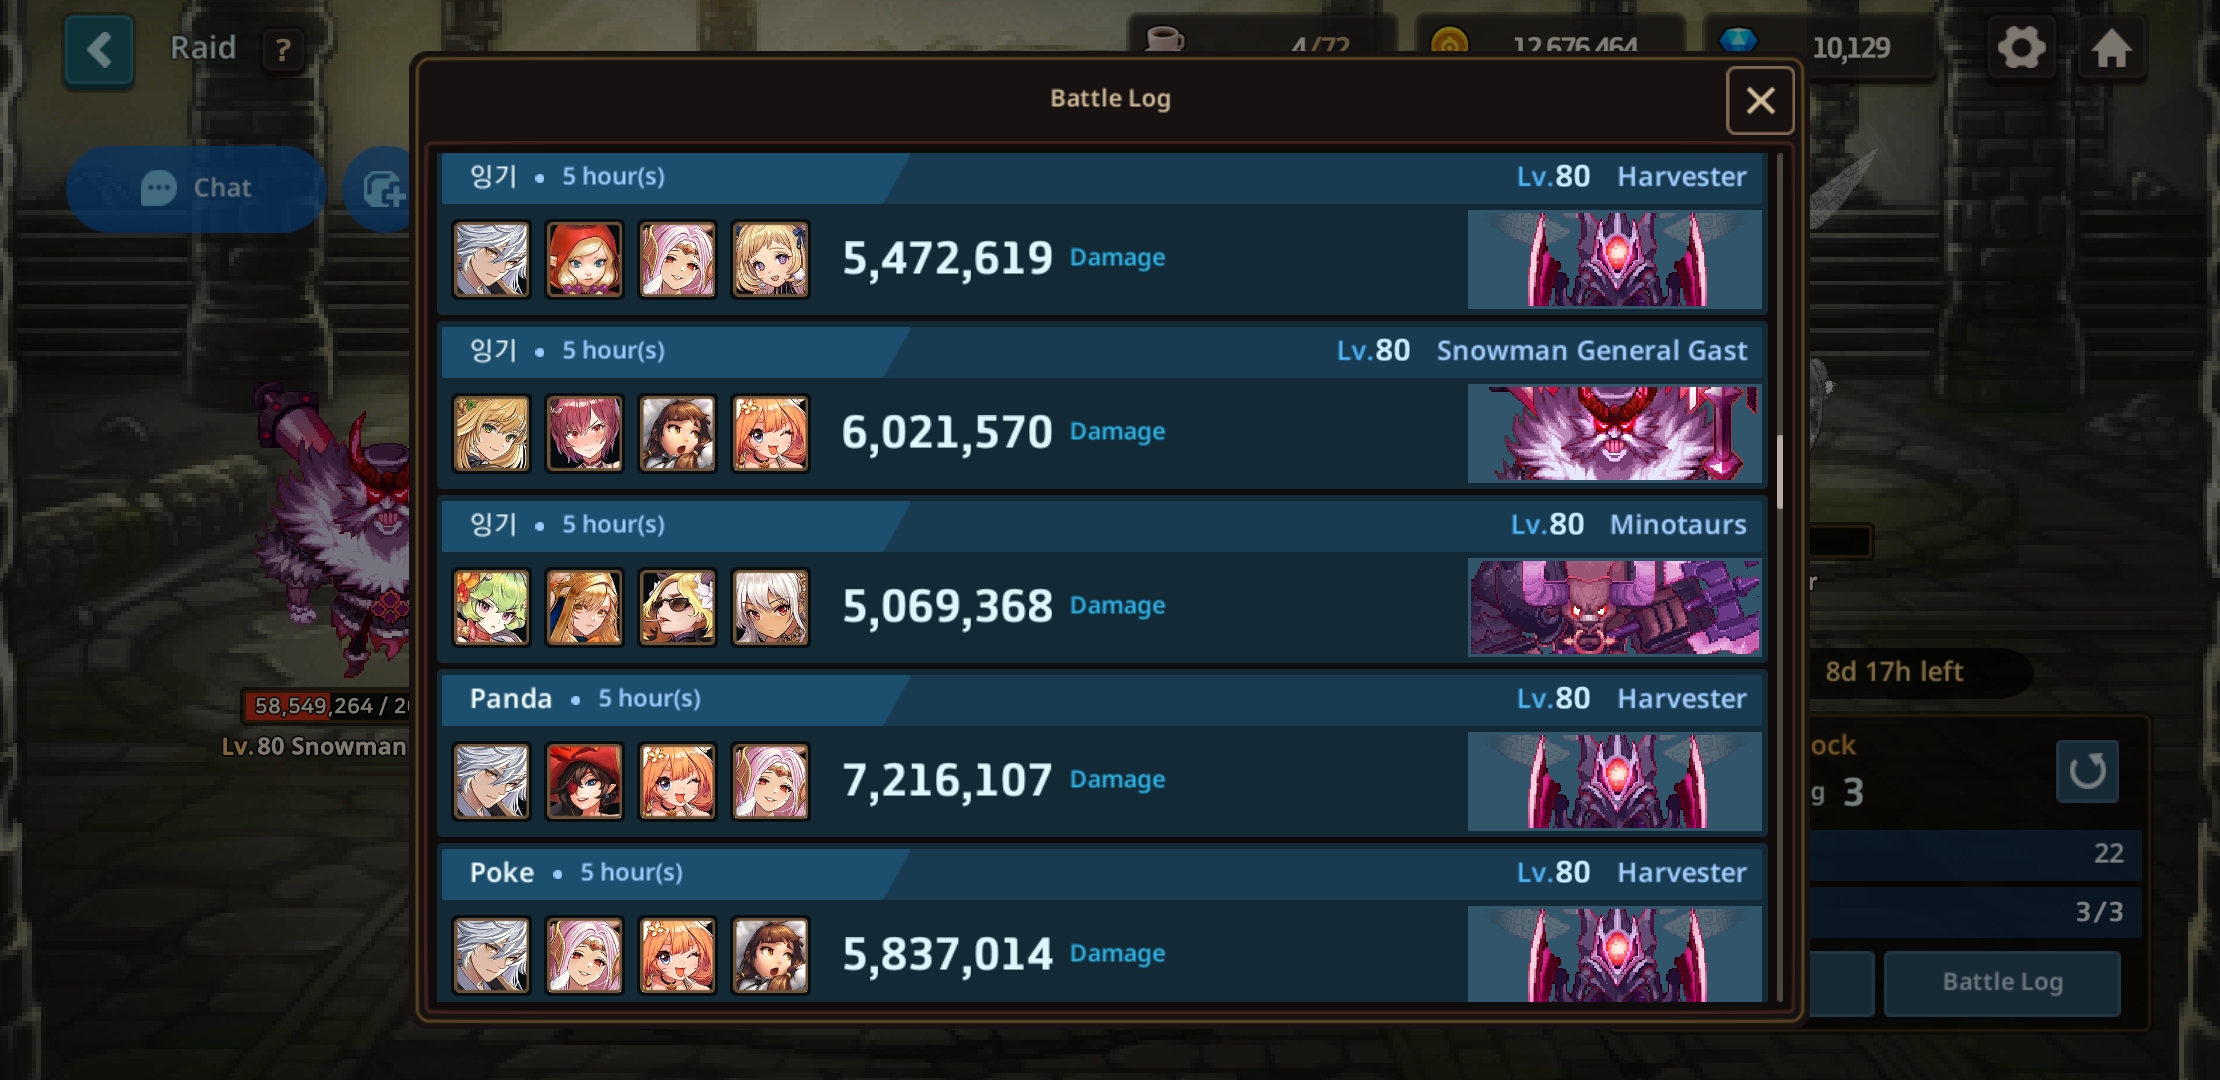 Raid ?
4/72
12,676,464
10,129
Battle Log
Chat
잉기 • 5 hour(s)
Lv.80 Harvester
5,472,619 Damage
잉기 • 5 hour(s)
Lv.80 Snowman General Gast
6,021,570 Damage
잉기 • 5 hour(s)
Lv.80 Minotaurs
5,069,368 Damage
Panda • 5 hour(s)
Lv.80 Harvester
7,216,107 Damage
Poke • 5 hour(s)
Lv.80 Harvester
5,837,014 Damage
58,549,264 / 2
Lv.80 Snowman
r
8d 17h left
ock
g 3
22
3/3
Battle Log